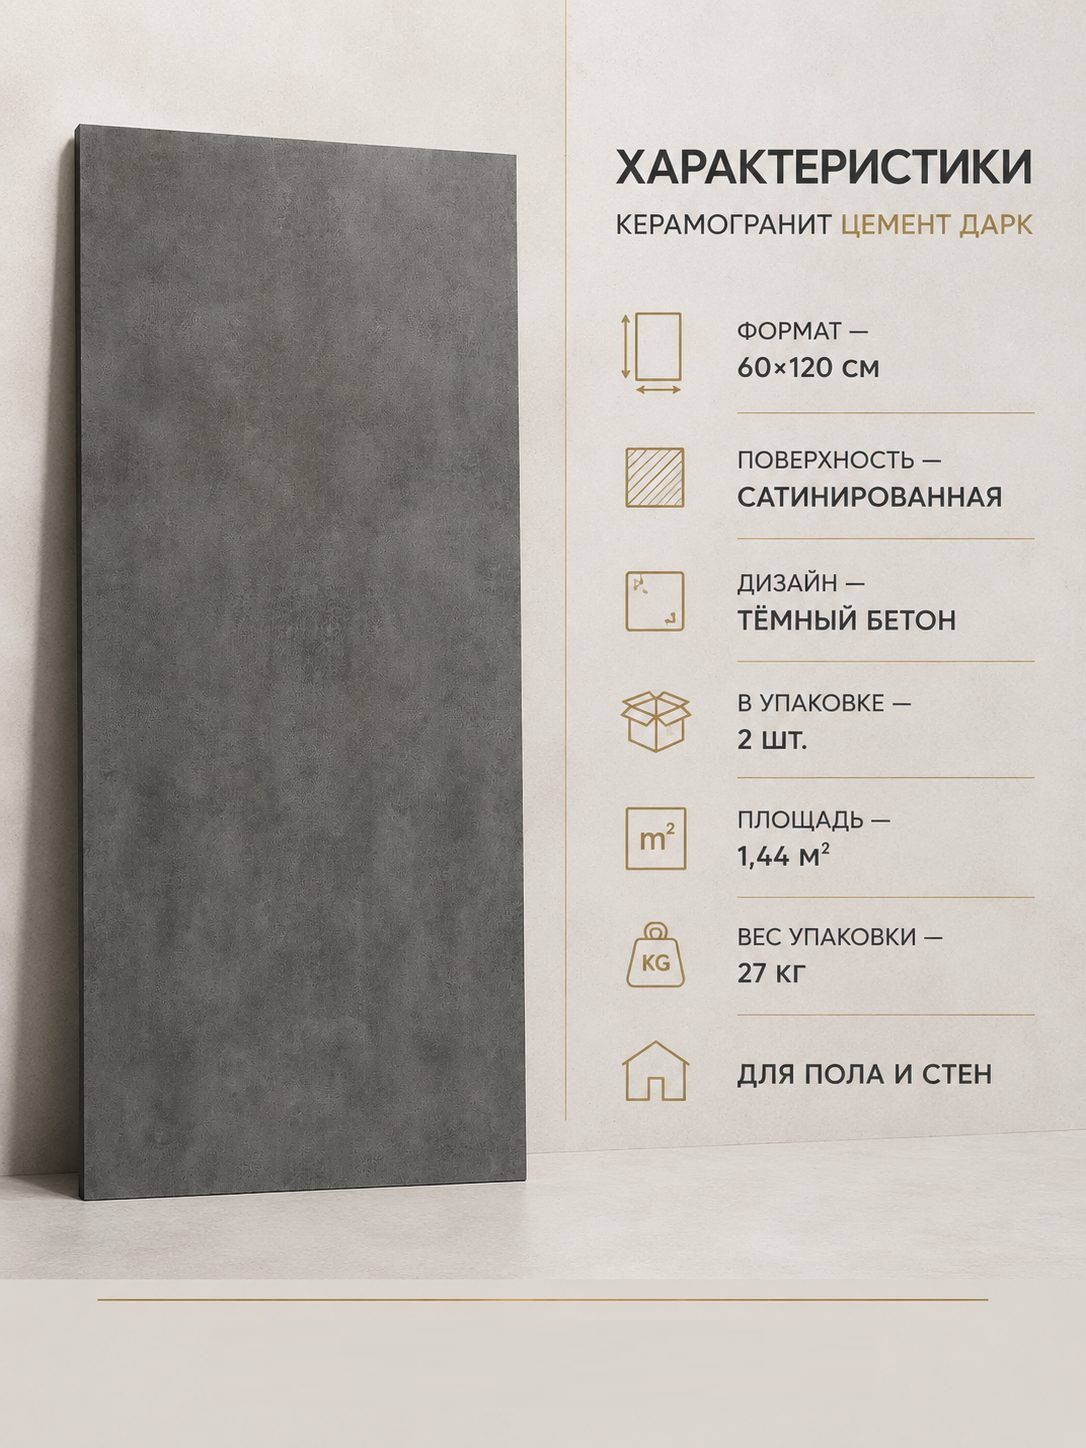 ХАРАКТЕРИСТИКИ
КЕРАМОГРАНИТ ЦЕМЕНТ ДАРК
ФОРМАТ —
60×120 СМ
ПОВЕРХНОСТЬ —
САТИНИРОВАННАЯ
ДИЗАЙН —
ТЁМНЫЙ БЕТОН
В УПАКОВКЕ —
2 ШТ.
m²
ПЛОЩАДЬ —
1,44 М²
KG
ВЕС УПАКОВКИ —
27 КГ
ДЛЯ ПОЛА И СТЕН